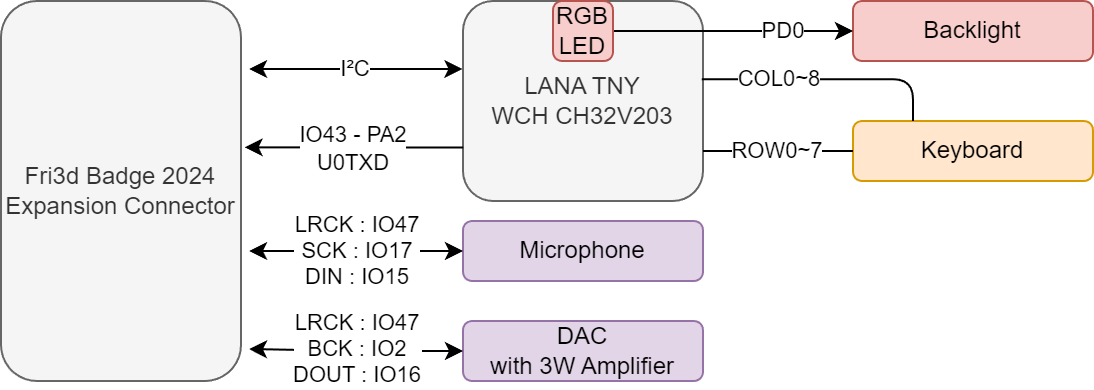 RGB
LED
PD0
Backlight
I²C
LANA TNY
WCH CH32V203
COL0~8
IO43 - PA2
U0TXD
ROW0~7
Keyboard
Fri3d Badge 2024
Expansion Connector
LRCK : IO47
SCK : IO17
DIN : IO15
Microphone
LRCK : IO47
BCK : IO2
DOUT : IO16
DAC
with 3W Amplifier